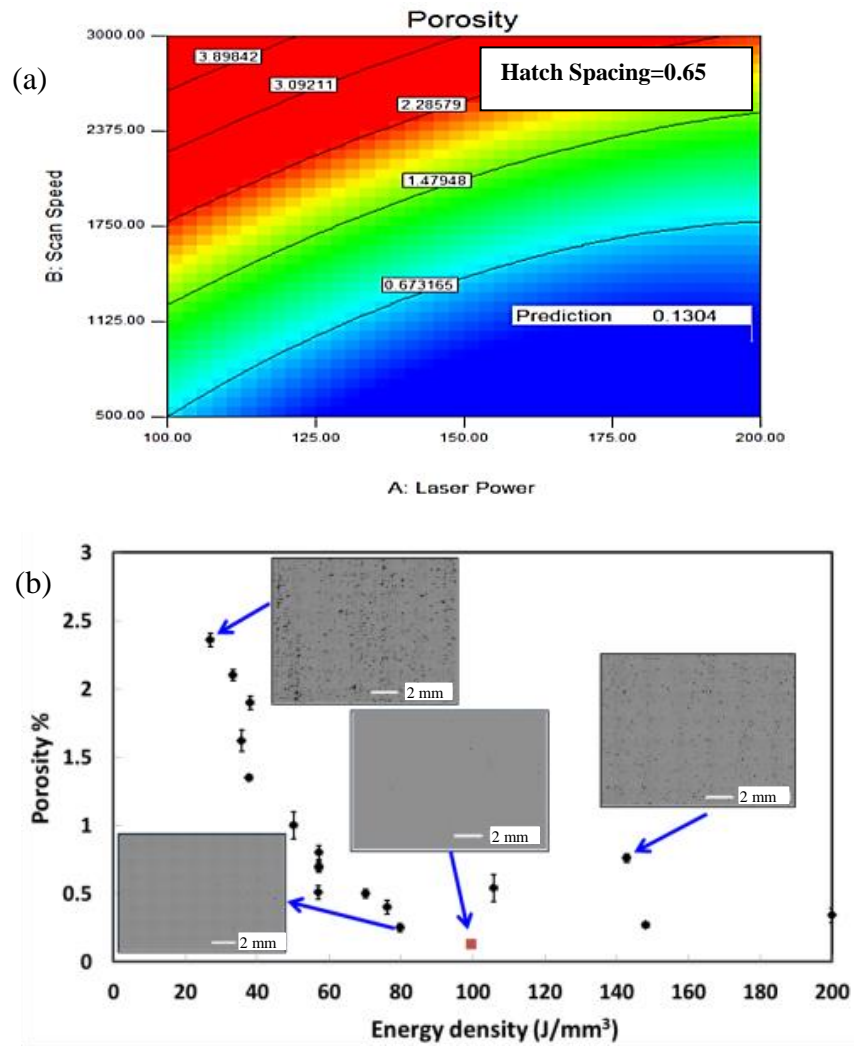 Porosity
(a)
Hatch Spacing=0.65
3000.00
2375.00
1750.00
1125.00
500.00
B: Scan Speed
3.89842
3.09211
2.28579
1.47948
0.673165
Prediction 0.1304
100.00 125.00 150.00 175.00 200.00
A: Laser Power
(b)
3
2.5
2
1.5
1
0.5
0
Porosity %
2 mm
2 mm
2 mm
2 mm
0 20 40 60 80 100 120 140 160 180 200
Energy density (J/mm³)